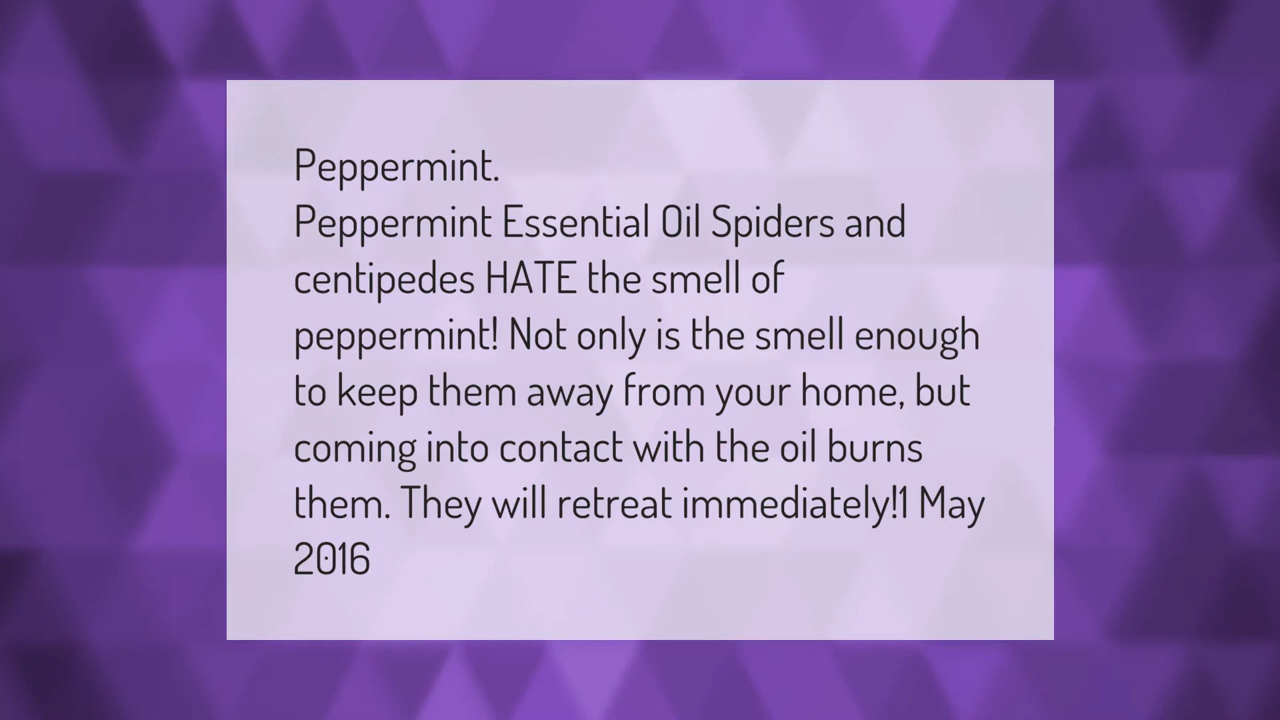 Peppermint.
Peppermint Essential Oil Spiders and
centipedes HATE the smell of
peppermint! Not only is the smell enough
to keep them away from your home, but
coming into contact with the oil burns
them. They will retreat immediately!1 May
2016